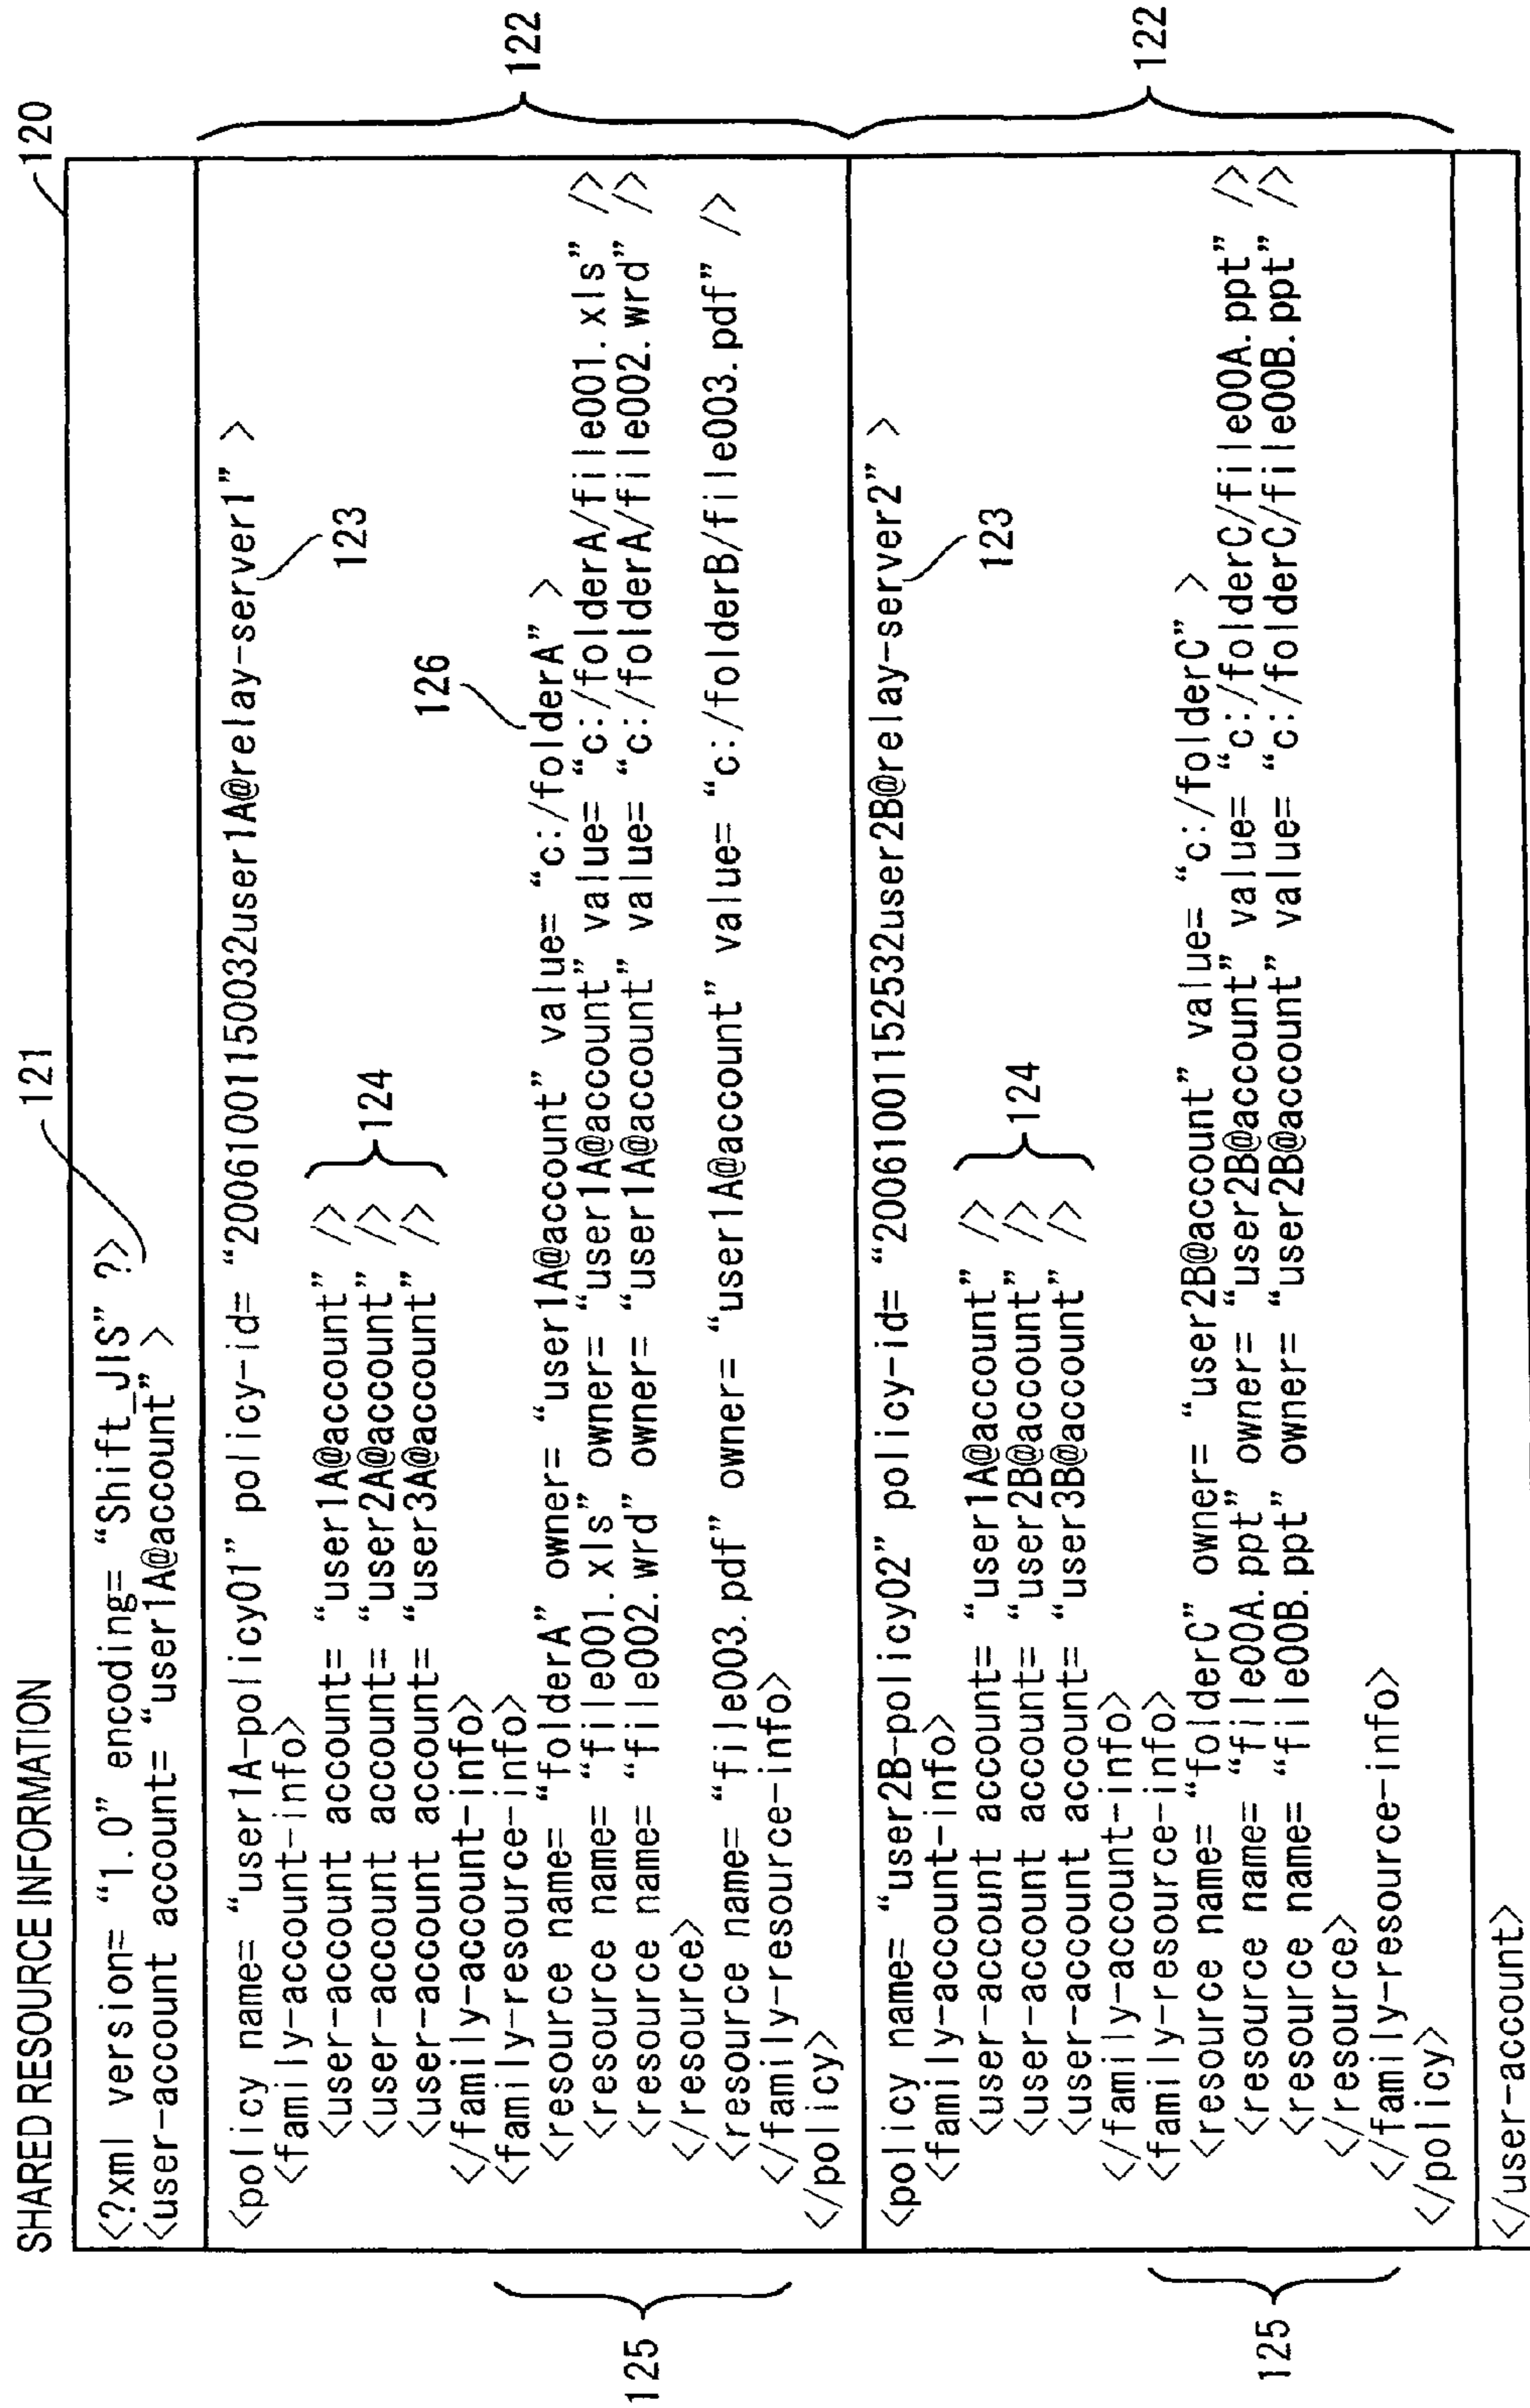 SHARED RESOURCE INFORMATION
120
121
<?xml version= “1.0” encoding= “Shift_JIS” ?>
<user-account account= “user1A@account” >
122
<policy name= “user1A-policy01” policy-id= “20061001150032user1A@relay-server1” >
123
<family-account-info>
<user-account account= “user1A@account” />
<user-account account= “user2A@account” />
<user-account account= “user3A@account” />
124
</family-account-info>
<family-resource-info>
126
<resource name= “folderA” owner= “user1A@account” value= “c:/folderA” >
<resource name= “file001.xls” owner= “user1A@account” value= “c:/folderA/file001.xls” />
<resource name= “file002.wrd” owner= “user1A@account” value= “c:/folderA/file002.wrd” />
</resource>
<resource name= “file003.pdf” owner= “user1A@account” value= “c:/folderB/file003.pdf” />
</family-resource-info>
</policy>
125
122
<policy name= “user2B-policy02” policy-id= “20061001152532user2B@relay-server2” >
123
<family-account-info>
<user-account account= “user1A@account” />
<user-account account= “user2B@account” />
<user-account account= “user3B@account” />
124
</family-account-info>
<family-resource-info>
<resource name= “folderC” owner= “user2B@account” value= “c:/folderC” >
<resource name= “file00A.ppt” owner= “user2B@account” value= “c:/folderC/file00A.ppt” />
<resource name= “file00B.ppt” owner= “user2B@account” value= “c:/folderC/file00B.ppt” />
</resource>
</family-resource-info>
</policy>
125
</user-account>